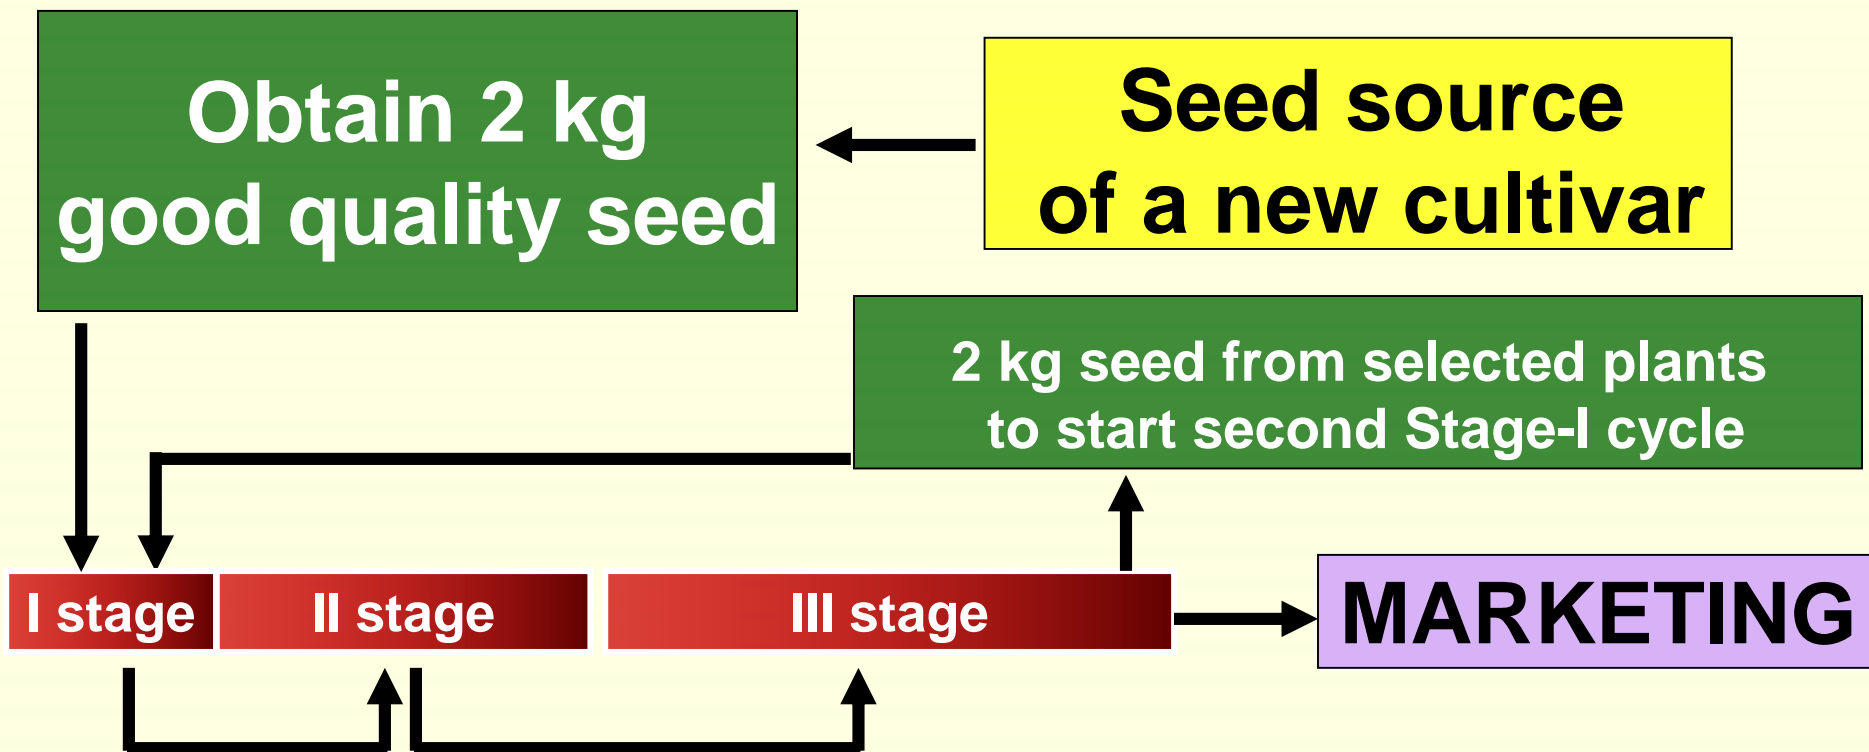 Obtain 2 kg
good quality seed
Seed source
of a new cultivar
2 kg seed from selected plants
to start second Stage-I cycle
I stage
II stage
III stage
MARKETING